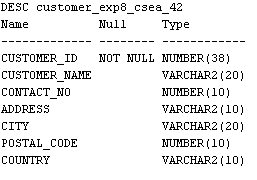 DESC customer_exp8_csea_42
Name Null Type
------------- -------- ------------
CUSTOMER_ID NOT NULL NUMBER(38)
CUSTOMER_NAME VARCHAR2(20)
CONTACT_NO NUMBER(10)
ADDRESS VARCHAR2(10)
CITY VARCHAR2(20)
POSTAL_CODE NUMBER(10)
COUNTRY VARCHAR2(10)